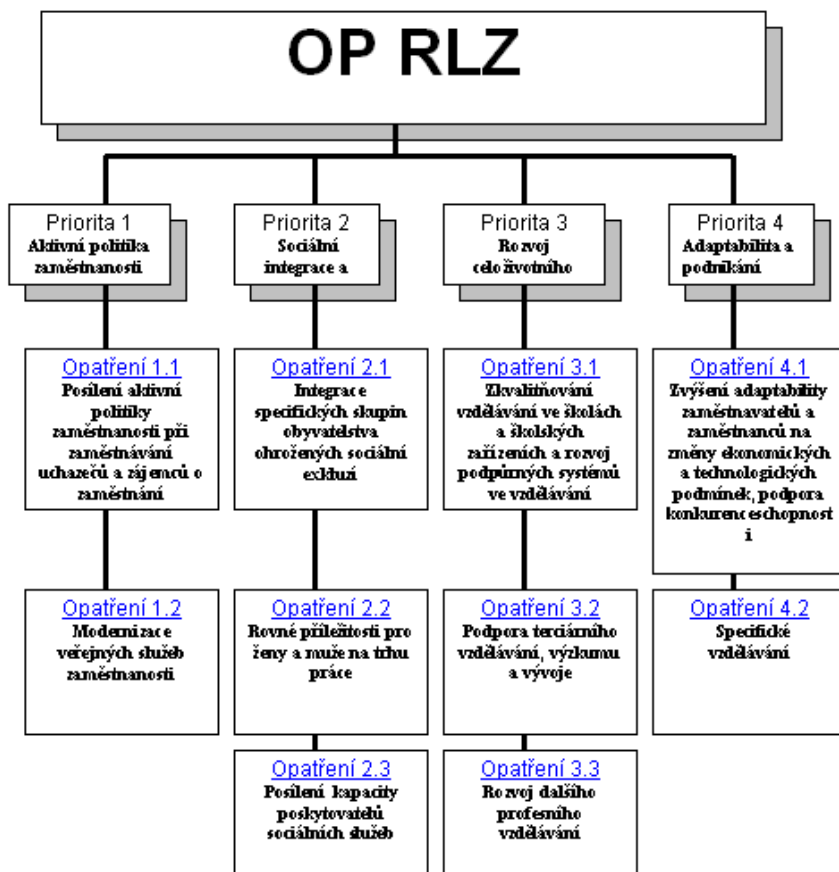 OP RLZ
Priorita 1
Aktivní politika
zaměstnanosti
Priorita 2
Sociální
integrace a
Priorita 3
Rozvoj
celoživotního
Priorita 4
Adaptabilita a
podnikání
Opatření 1.1
Posílení aktivní
politiky
zaměstnanosti při
zaměstnávání
uchazečů a zájemců o
zaměstnání
Opatření 2.1
Integrace
specifických skupin
obyvatelstva
ohrožených sociální
exkluzí
Opatření 3.1
Zkvalitňování
vzdělávání ve školách
a školských
zařízeních a rozvoj
podpůrných systémů
ve vzdělávání
Opatření 4.1
Zvýšení adaptability
zaměstnavatelů a
zaměstnanců na
změny ekonomických
a technologických
podmínek, podpora
konkurenceschopnost
i
Opatření 1.2
Modernizace
veřejných služeb
zaměstnanosti
Opatření 2.2
Rovné příležitosti pro
ženy a muže na trhu
práce
Opatření 3.2
Podpora terciárního
vzdělávání, výzkumu
a vývoje
Opatření 4.2
Specifické
vzdělávání
Opatření 2.3
Posílení kapacity
poskytovatelů
sociálních služeb
Opatření 3.3
Rozvoj dalšího
profesního
vzdělávání